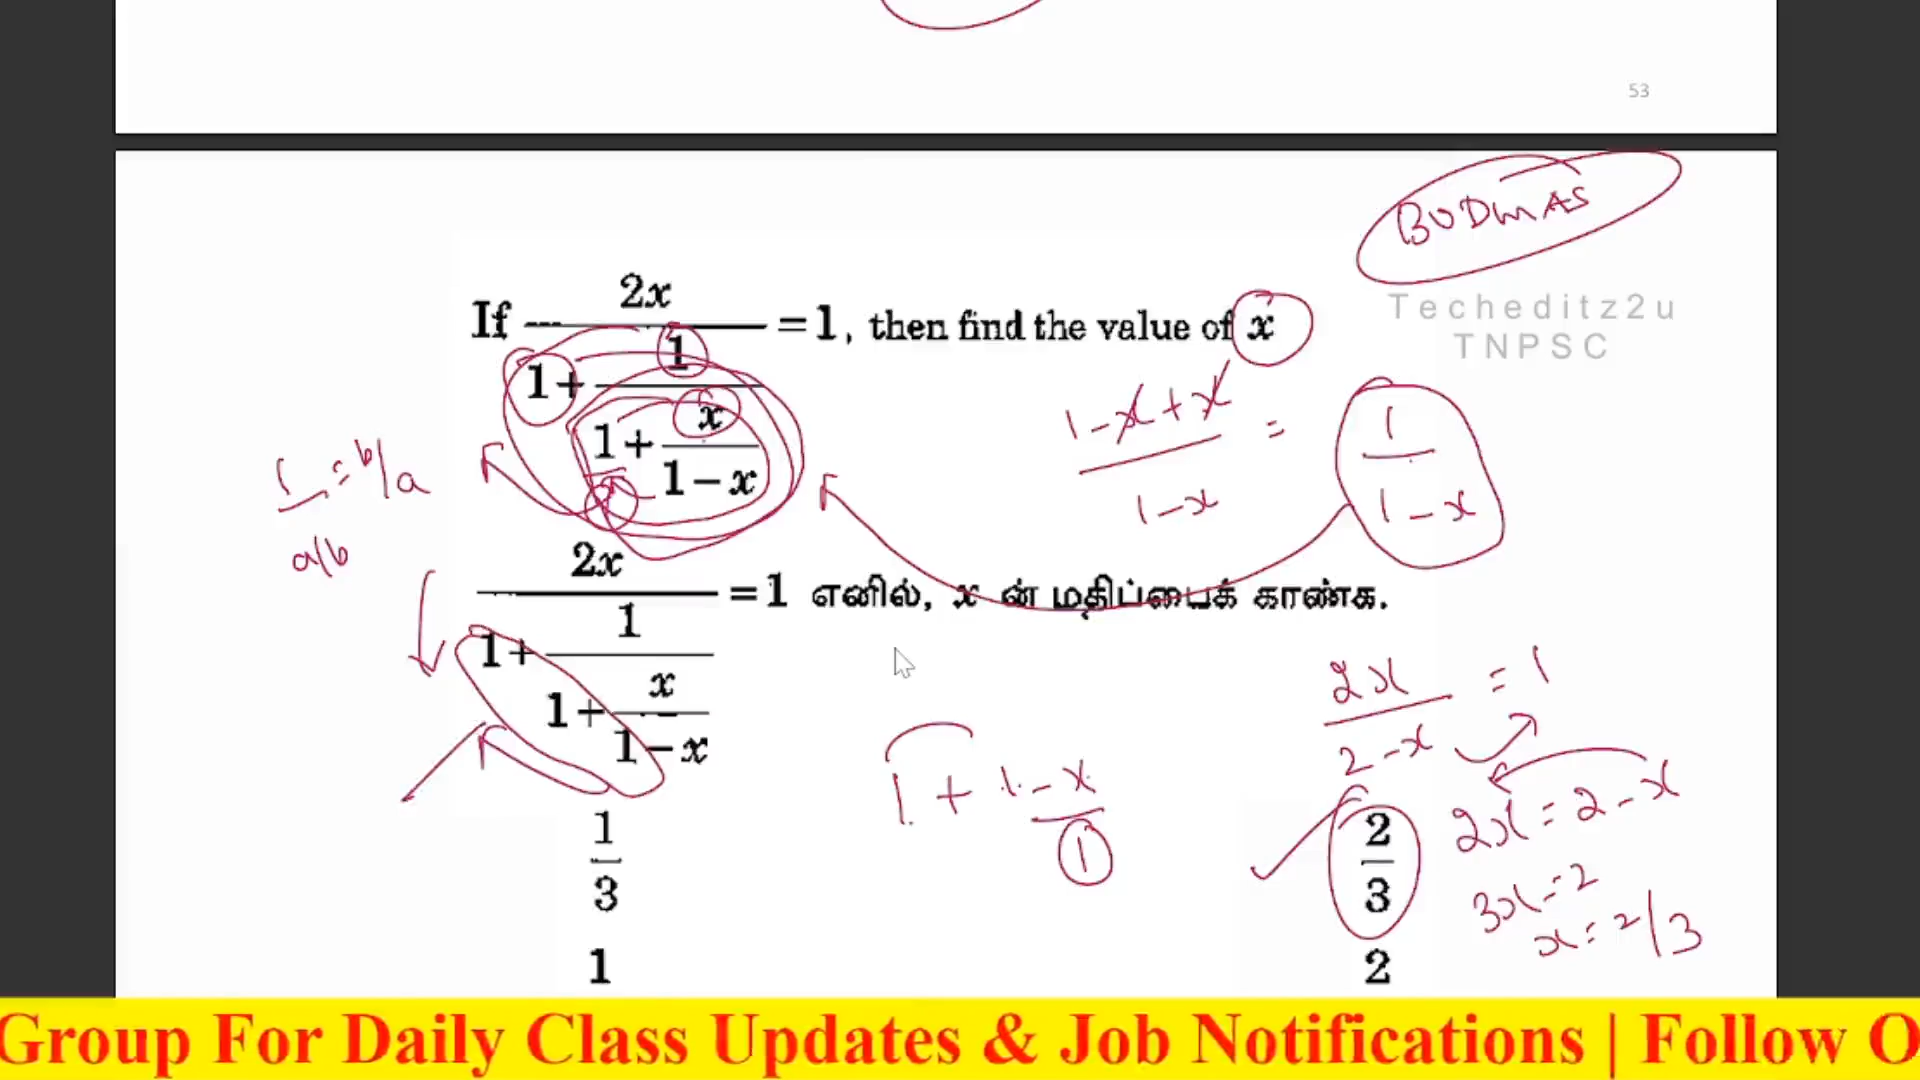 53
BODMAS
If 2x / (1 + 1 / (1 + x / (1 − x))) = 1, then find the value of x
Techeditz2u
TNPSC
1 − x + x / 1 − x = 1 / 1 − x
1 / a/b = b/a
2x / (1 + 1 / (1 + x / (1 − x))) = 1 எனில், x ன் மதிப்பைக் காண்க.
1 + 1 − x / 1
2x / 2 − x = 1
2x = 2 − x
3x = 2
x = 2/3
1/3
2/3
1
2
Group For Daily Class Updates & Job Notifications | Follow O